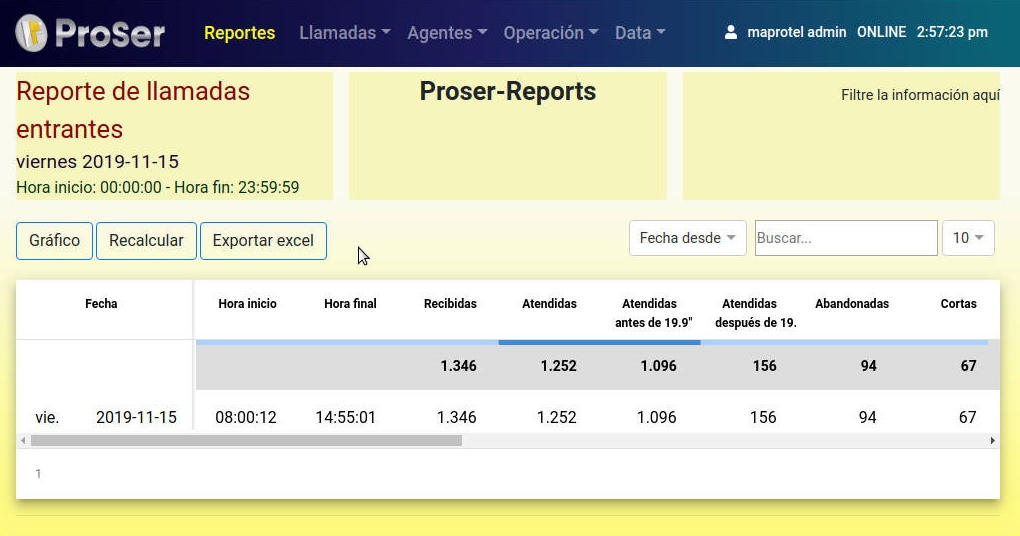 ProSer Reportes Llamadas Agentes Operación Data maprotel admin ONLINE 2:57:23 pm
Reporte de llamadas
entrantes
viernes 2019-11-15
Hora inicio: 00:00:00 - Hora fin: 23:59:59
Proser-Reports
Filtre la información aquí
Gráfico Recalcular Exportar excel Fecha desde Buscar... 10
Fecha Hora inicio Hora final Recibidas Atendidas Atendidas Atendidas Abandonadas Cortas
antes de 19.9" después de 19.
1.346 1.252 1.096 156 94 67
vie. 2019-11-15 08:00:12 14:55:01 1.346 1.252 1.096 156 94 67
1